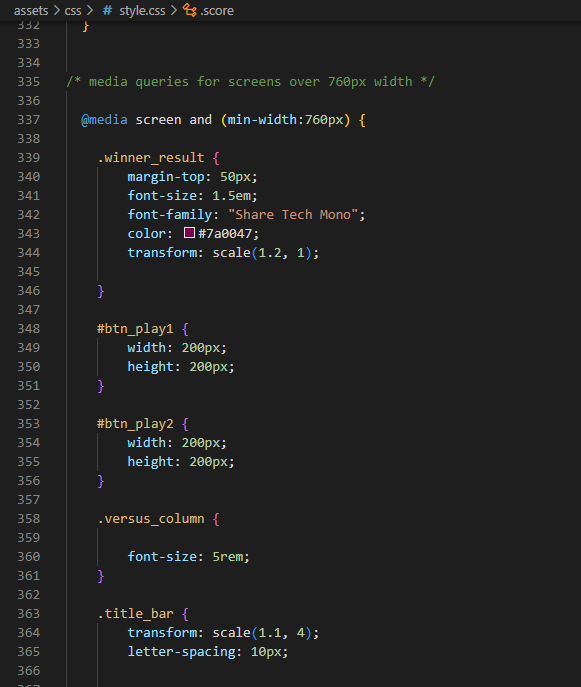 assets > css > # style.css > .score
332 }
333
334
335 /* media queries for screens over 760px width */
336
337 @media screen and (min-width:760px) {
338
339 .winner_result {
340 margin-top: 50px;
341 font-size: 1.5em;
342 font-family: "Share Tech Mono";
343 color: #7a0047;
344 transform: scale(1.2, 1);
345
346 }
347
348 #btn_play1 {
349 width: 200px;
350 height: 200px;
351 }
352
353 #btn_play2 {
354 width: 200px;
355 height: 200px;
356 }
357
358 .versus_column {
359
360 font-size: 5rem;
361 }
362
363 .title_bar {
364 transform: scale(1.1, 4);
365 letter-spacing: 10px;
366
367